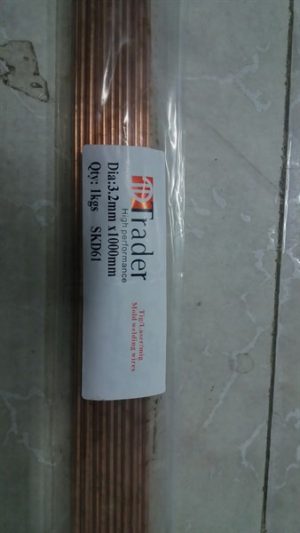 Trader
High performance
Dia:3.2mm x1000mm
Qty: 1kgs SKD61
Tig/Laser/mig
Mold welding wires